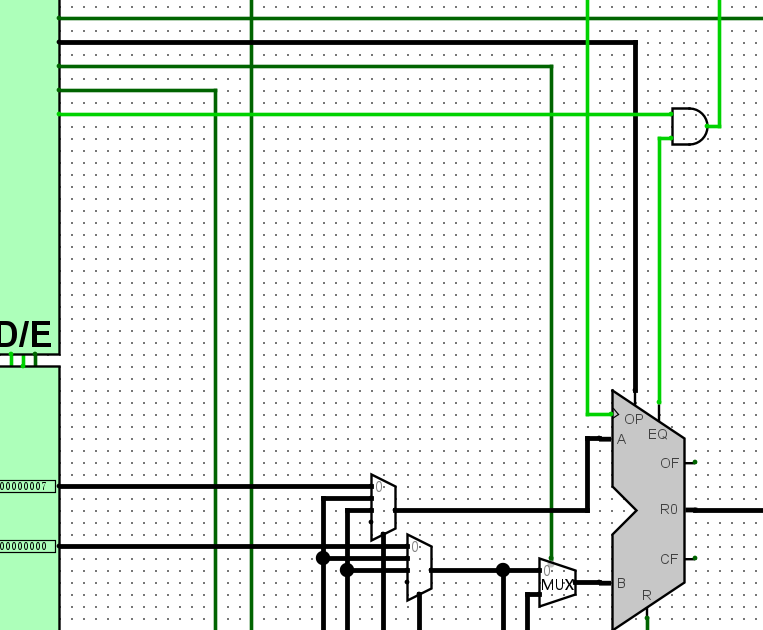 D/E
OP
EQ
A
OF
00000007
0
R0
00000000
0
0
MUX
CF
B
R